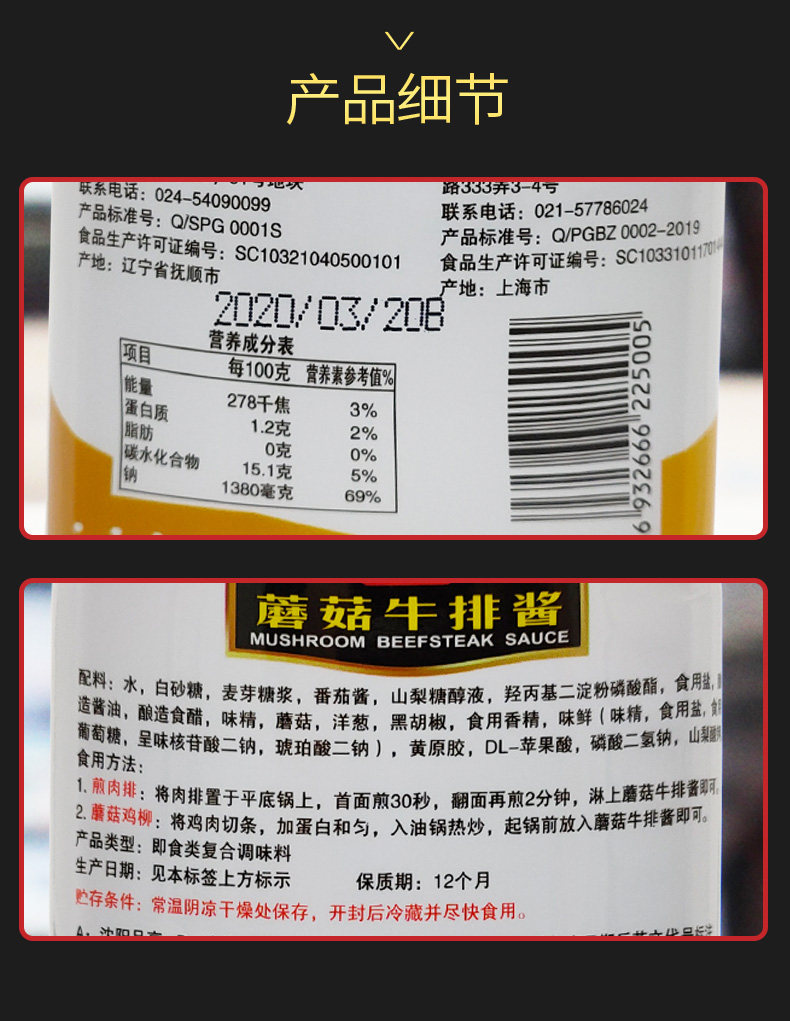 产品细节
联系电话：024-54090099
产品标准号：Q/SPG 0001S
食品生产许可证编号：SC10321040500101
产地：辽宁省抚顺市
路333弄3-4号
联系电话：021-57786024
产品标准号：Q/PGBZ 0002-2019
食品生产许可证编号：SC1033101170
产地：上海市
2020/03/20B
营养成分表
项目 每100克 营养素参考值%
能量 278千焦 3%
蛋白质 1.2克 2%
脂肪 0克 0%
碳水化合物 15.1克 5%
钠 1380毫克 69%
6 932666 225005
蘑菇牛排酱
MUSHROOM BEEFSTEAK SAUCE
配料：水，白砂糖，麦芽糖浆，番茄酱，山梨糖醇液，羟丙基二淀粉磷酸酯，食用盐，
造酱油，酿造食醋，味精，蘑菇，洋葱，黑胡椒，食用香精，味鲜（味精，食用盐，
葡萄糖，呈味核苷酸二钠，琥珀酸二钠），黄原胶，DL-苹果酸，磷酸二氢钠，山梨酸
食用方法：
1. 煎肉排：将肉排置于平底锅上，首面煎30秒，翻面再煎2分钟，淋上蘑菇牛排酱即可。
2. 蘑菇鸡柳：将鸡肉切条，加蛋白和匀，入油锅热炒，起锅前放入蘑菇牛排酱即可。
产品类型：即食类复合调味料
生产日期：见本标签上方标示 保质期：12个月
贮存条件：常温阴凉干燥处保存，开封后冷藏并尽快食用。